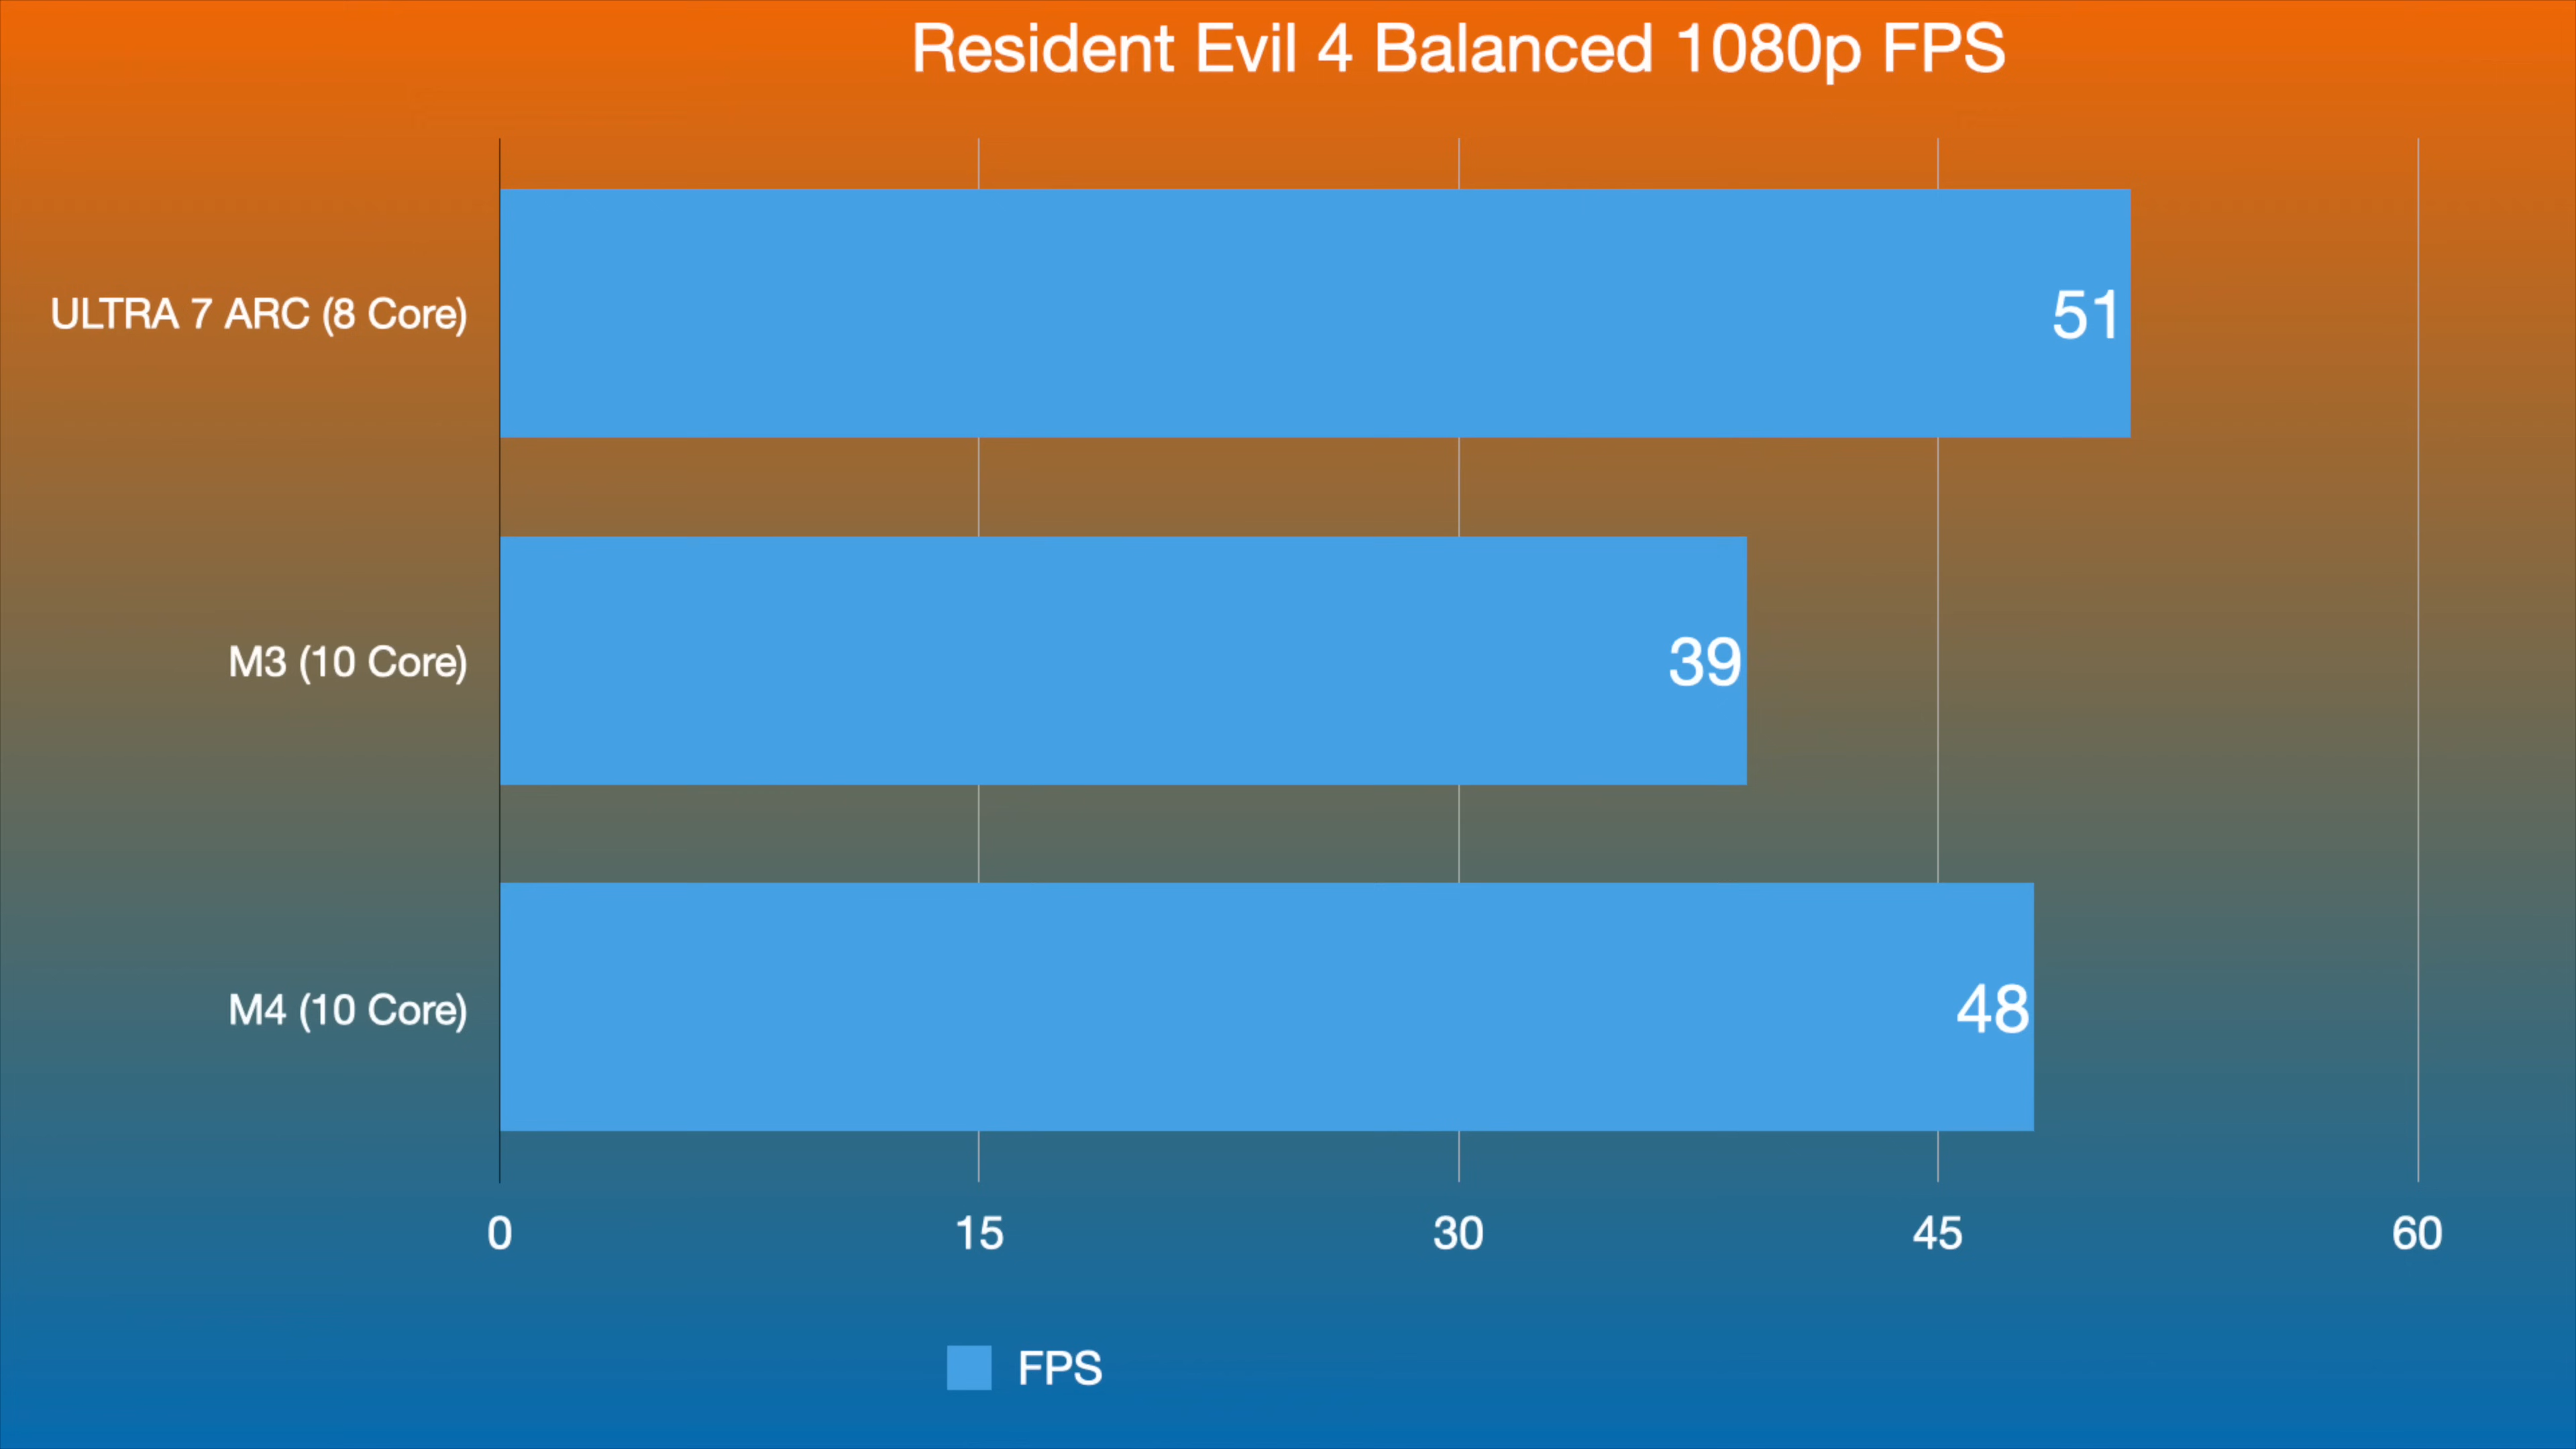 Resident Evil 4 Balanced 1080p FPS
ULTRA 7 ARC (8 Core)
51
M3 (10 Core)
39
M4 (10 Core)
48
0 15 30 45 60
FPS